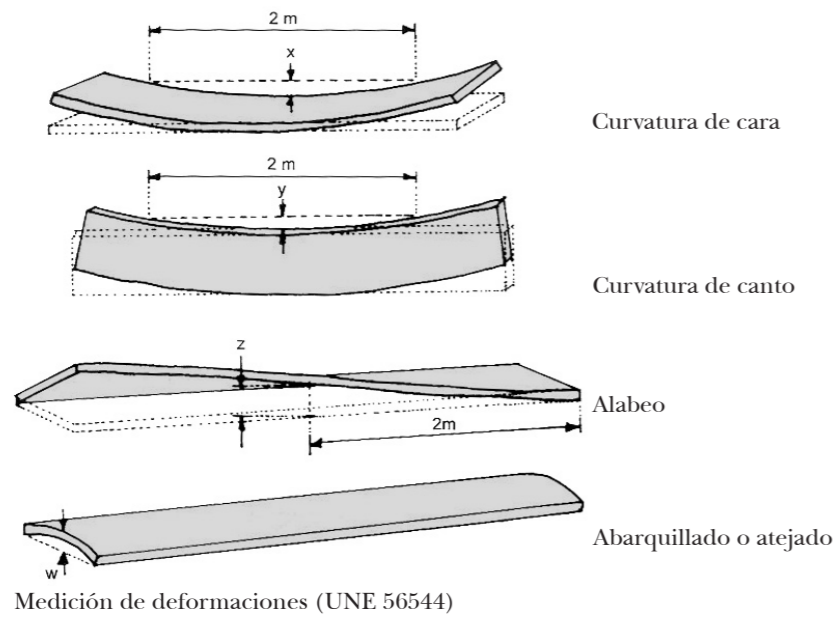 2 m
x
Curvatura de cara
2 m
y
Curvatura de canto
z
Alabeo
2m
Abarquillado o atejado
w
Medición de deformaciones (UNE 56544)